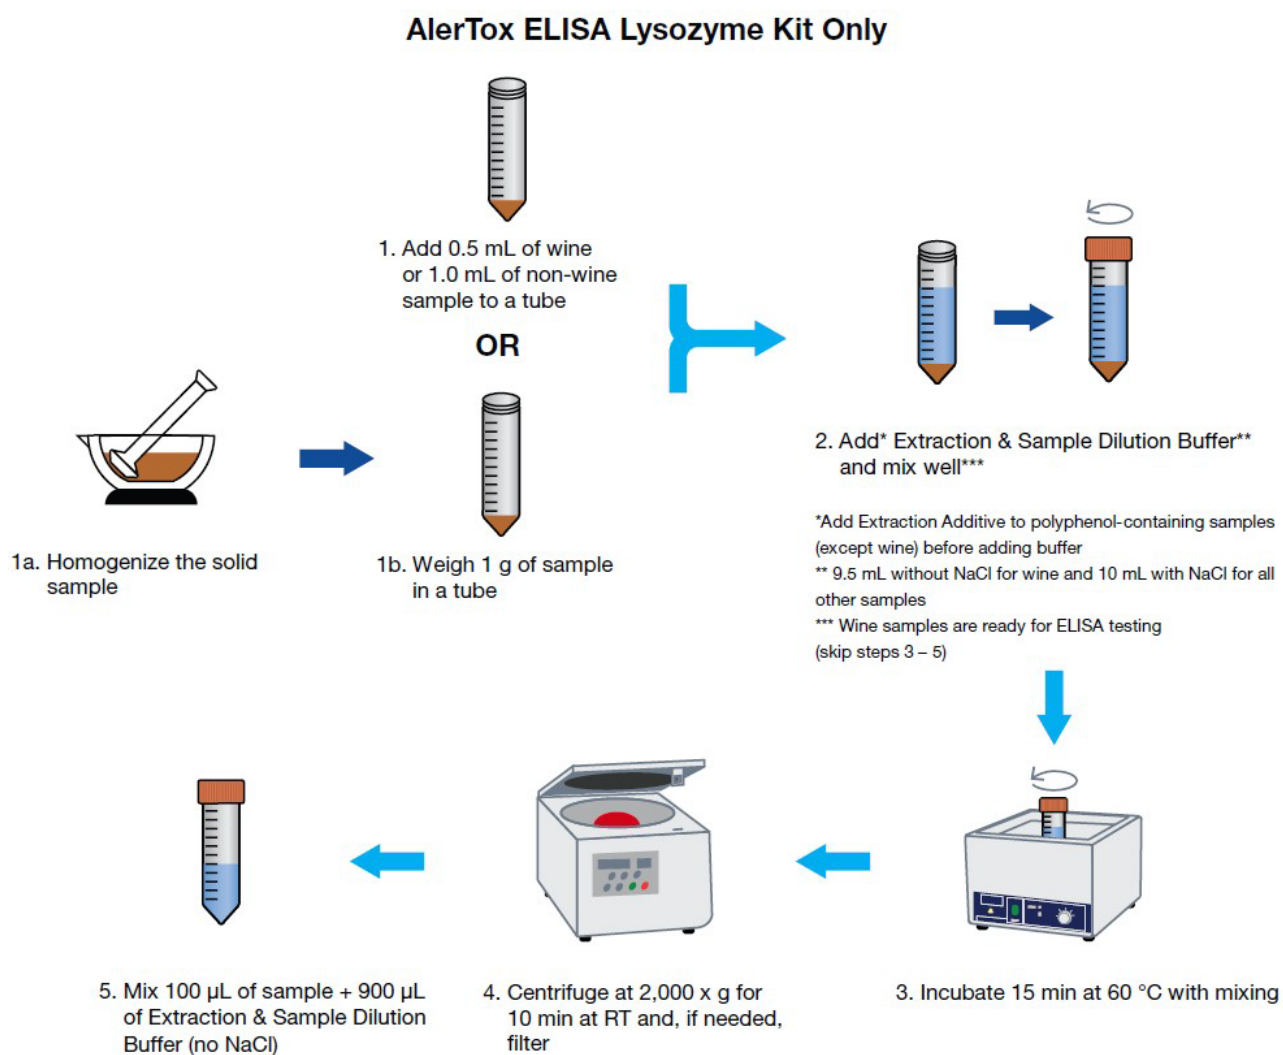 AlerTox ELISA Lysozyme Kit Only
1. Add 0.5 mL of wine
or 1.0 mL of non-wine
sample to a tube
OR
1a. Homogenize the solid
sample
1b. Weigh 1 g of sample
in a tube
2. Add* Extraction & Sample Dilution Buffer**
and mix well***
*Add Extraction Additive to polyphenol-containing samples
(except wine) before adding buffer
** 9.5 mL without NaCl for wine and 10 mL with NaCl for all
other samples
*** Wine samples are ready for ELISA testing
(skip steps 3 – 5)
3. Incubate 15 min at 60 °C with mixing
4. Centrifuge at 2,000 x g for
10 min at RT and, if needed,
filter
5. Mix 100 µL of sample + 900 µL
of Extraction & Sample Dilution
Buffer (no NaCl)